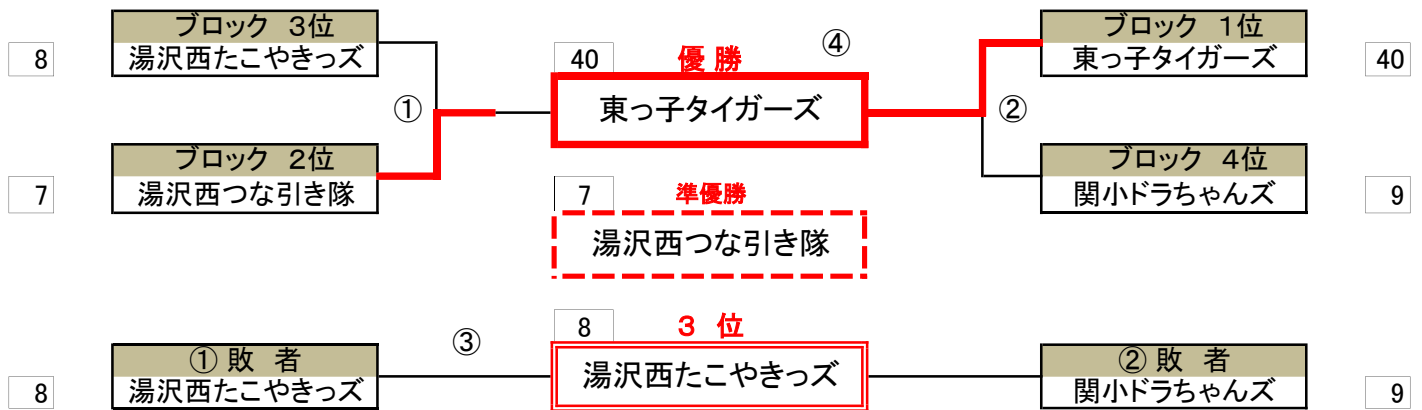 ブロック 3位
8
湯沢西たこやきっズ
①
ブロック 2位
7
湯沢西つな引き隊
40
優 勝
④
東っ子タイガーズ
7
準優勝
湯沢西つな引き隊
ブロック 1位
東っ子タイガーズ
40
②
ブロック 4位
関小ドラちゃんズ
9
① 敗 者
8
湯沢西たこやきっズ
③
8
3 位
湯沢西たこやきっズ
② 敗 者
関小ドラちゃんズ
9